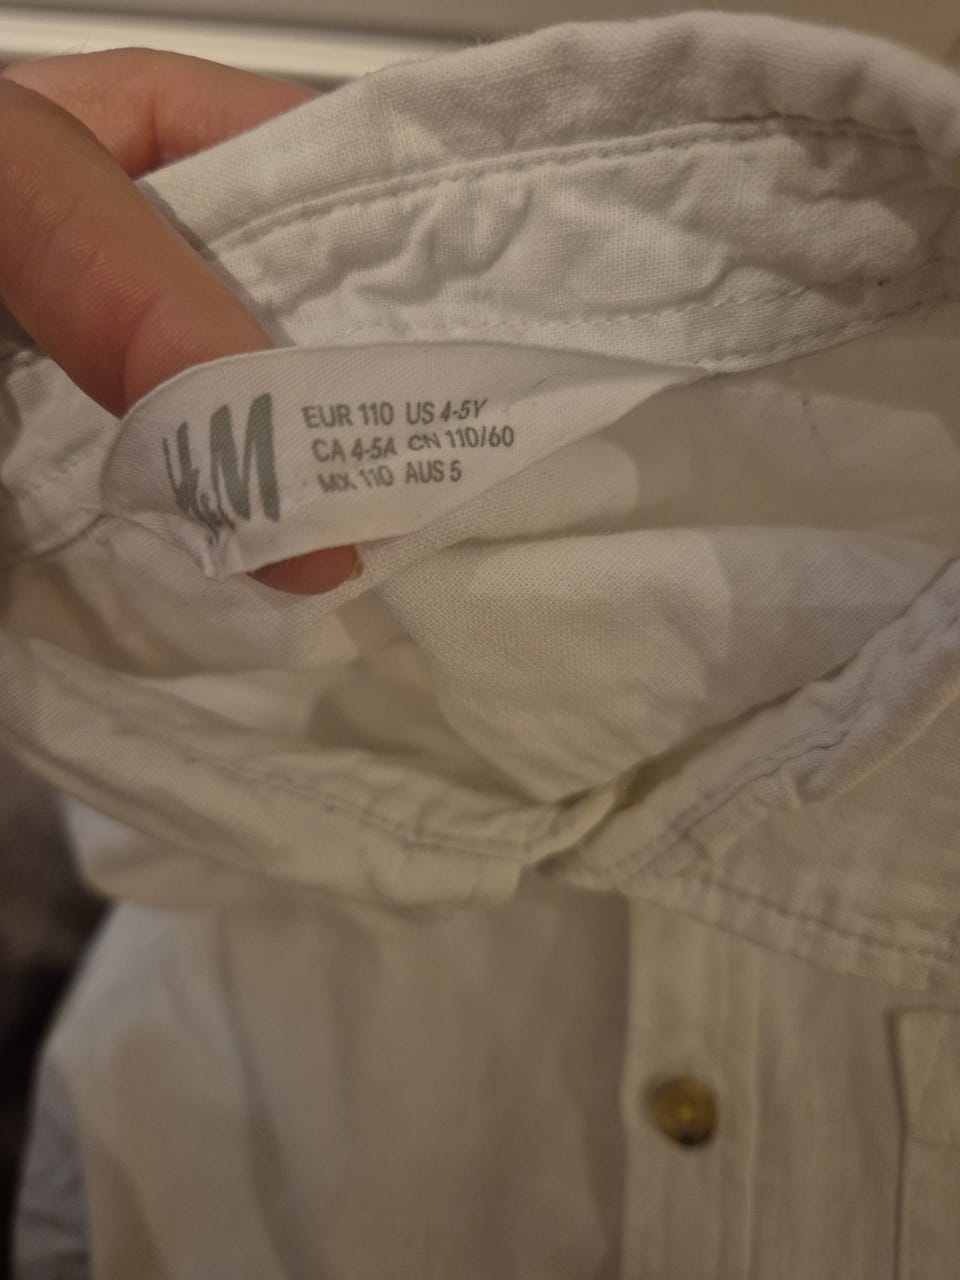 H&M
EUR 110 US 4-5Y
CA 4-5A CN 110/60
MX 110 AUS 5